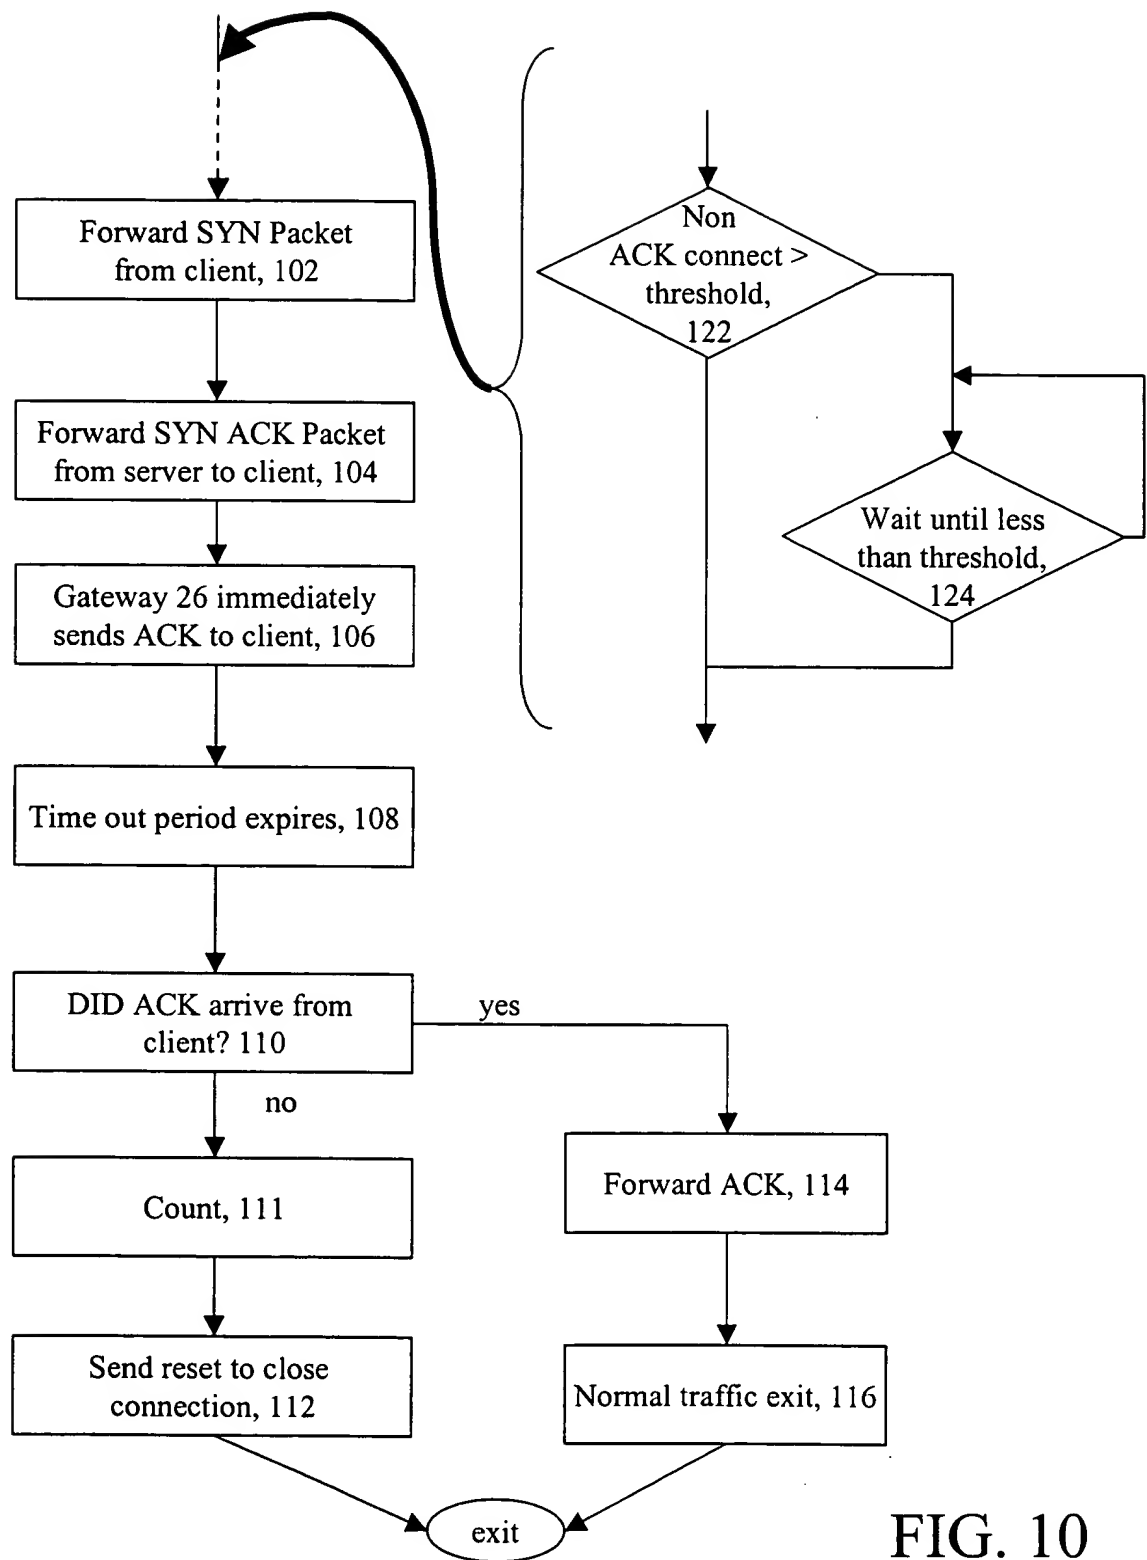 Forward SYN Packet
from client, 102
Forward SYN ACK Packet
from server to client, 104
Gateway 26 immediately
sends ACK to client, 106
Time out period expires, 108
DID ACK arrive from
client? 110
yes
no
Count, 111
Send reset to close
connection, 112
Forward ACK, 114
Normal traffic exit, 116
exit
Non
ACK connect >
threshold,
122
Wait until less
than threshold,
124
FIG. 10